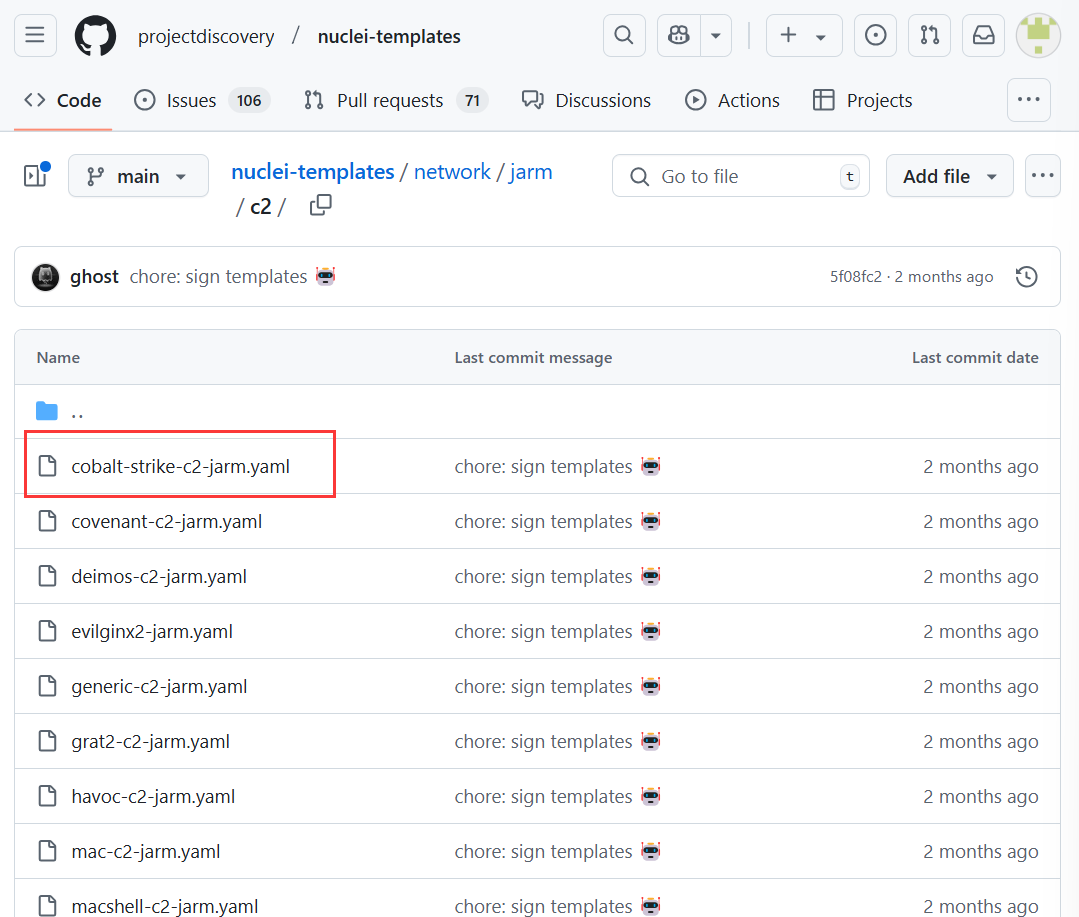 projectdiscovery / nuclei-templates
Code Issues 106 Pull requests 71 Discussions Actions Projects
main nuclei-templates / network / jarm
/ c2 /
Go to file t Add file
ghost chore: sign templates 5f08fc2 · 2 months ago
Name Last commit message Last commit date
..
cobalt-strike-c2-jarm.yaml chore: sign templates 2 months ago
covenant-c2-jarm.yaml chore: sign templates 2 months ago
deimos-c2-jarm.yaml chore: sign templates 2 months ago
evilginx2-jarm.yaml chore: sign templates 2 months ago
generic-c2-jarm.yaml chore: sign templates 2 months ago
grat2-c2-jarm.yaml chore: sign templates 2 months ago
havoc-c2-jarm.yaml chore: sign templates 2 months ago
mac-c2-jarm.yaml chore: sign templates 2 months ago
macshell-c2-jarm.yaml chore: sign templates 2 months ago